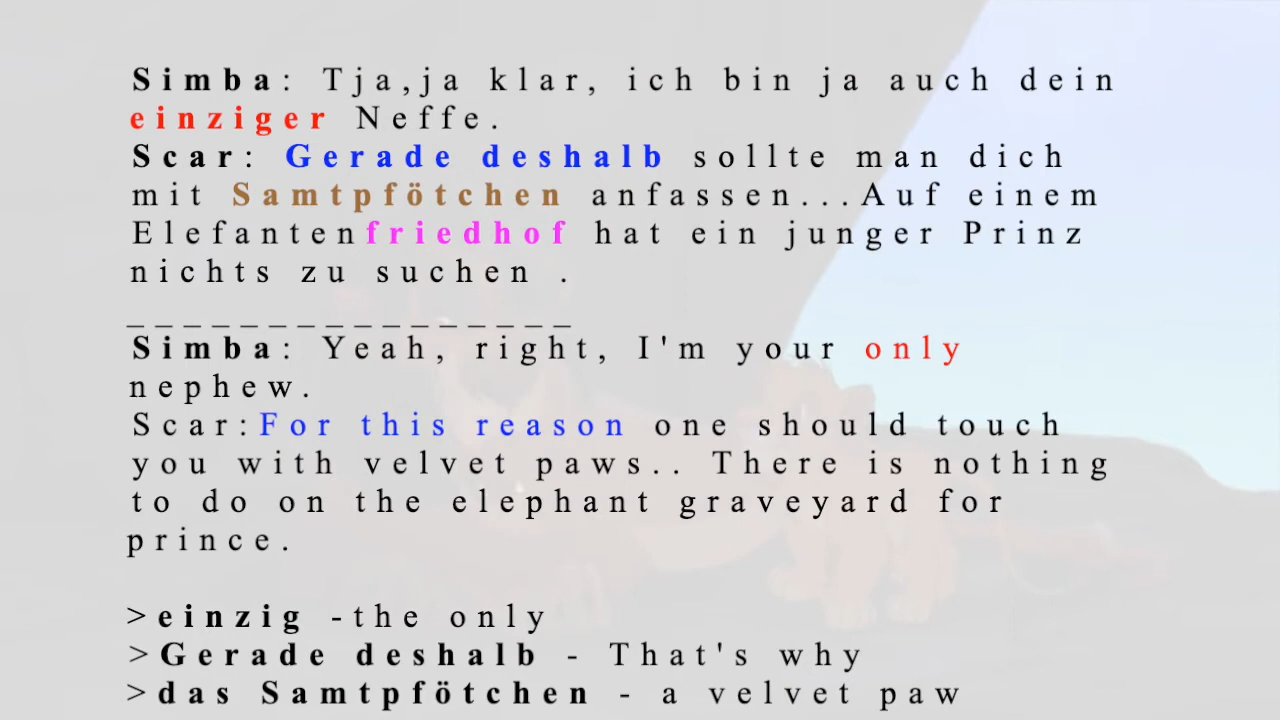 Simba: Tja,ja klar, ich bin ja auch dein
einziger Neffe.
Scar: Gerade deshalb sollte man dich
mit Samtpfötchen anfassen...Auf einem
Elefantenfriedhof hat ein junger Prinz
nichts zu suchen .
________________
Simba: Yeah, right, I'm your only
nephew.
Scar:For this reason one should touch
you with velvet paws.. There is nothing
to do on the elephant graveyard for
prince.
>einzig -the only
>Gerade deshalb - That's why
>das Samtpfötchen - a velvet paw